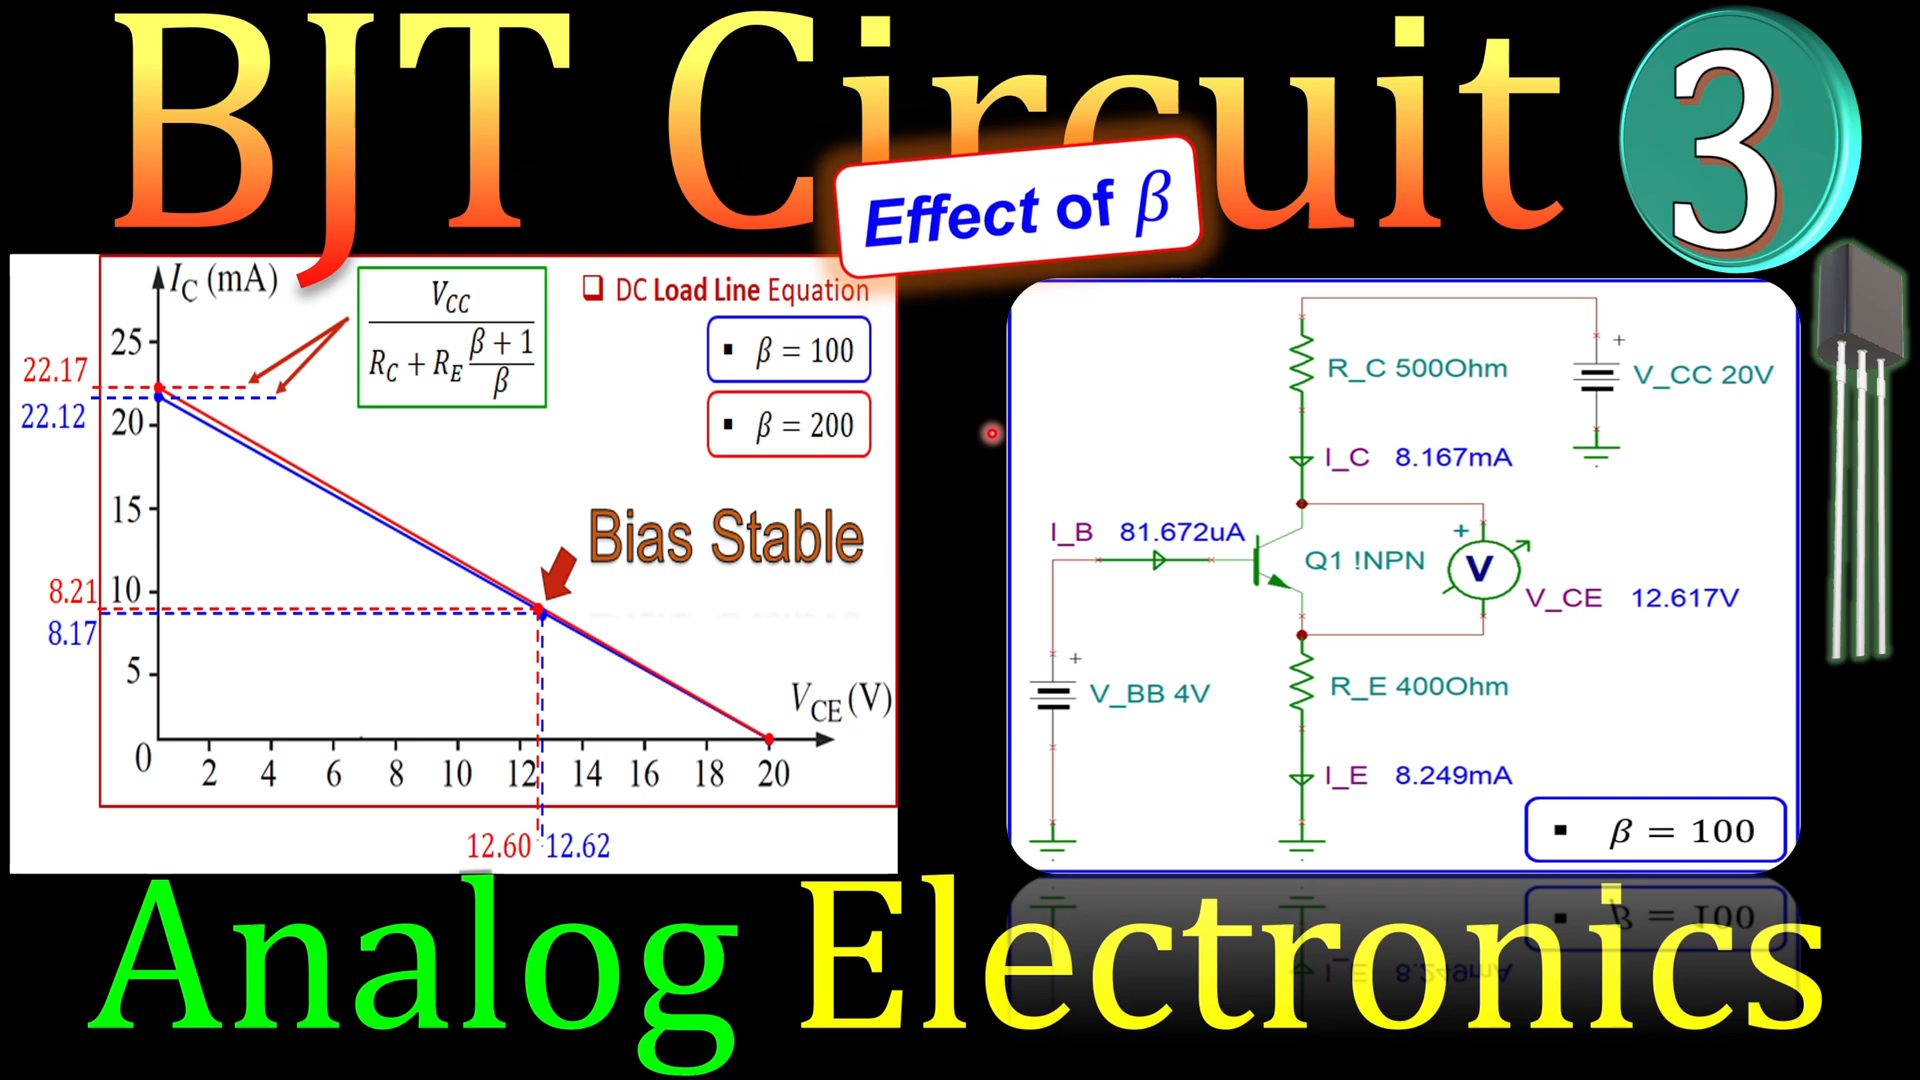 BJT Circuit 3
Effect of β
I_C (mA)
V_CC
R_C + R_E β + 1
β
❑ DC Load Line Equation
▪ β = 100
▪ β = 200
25
22.17
22.12
20
15
Bias Stable
8.21
10
8.17
5
V_CE (V)
0
2 4 6 8 10 12 14 16 18 20
12.60 12.62
R_C 500Ohm
+
V_CC 20V
I_C 8.167mA
I_B 81.672uA
+
Q1 !NPN
V
V_CE 12.617V
+
V_BB 4V
R_E 400Ohm
I_E 8.249mA
▪ β = 100
Analog Electronics